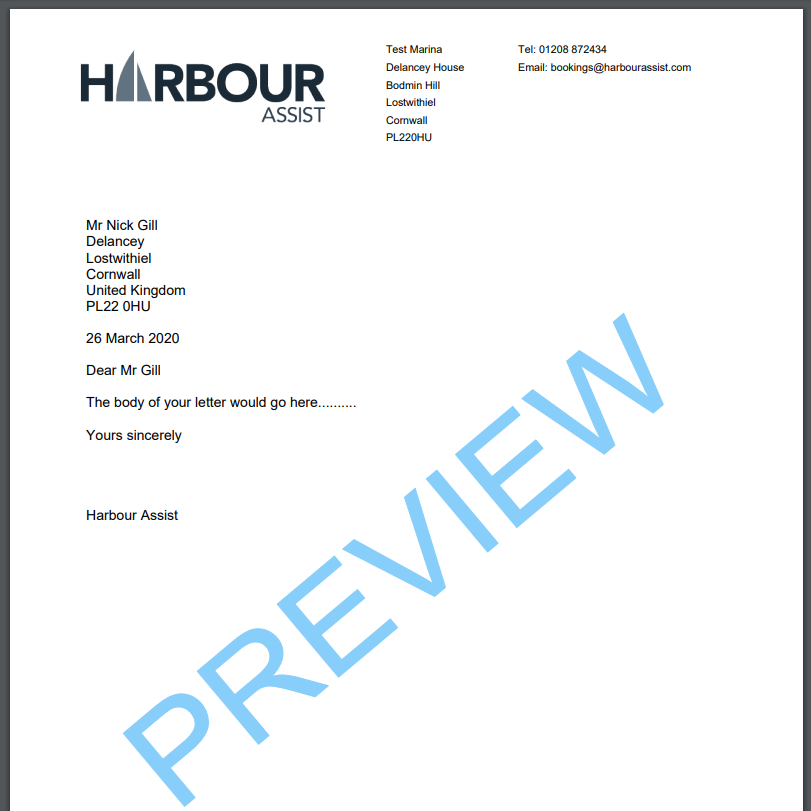 HARBOUR
ASSIST
Test Marina
Delancey House
Bodmin Hill
Lostwithiel
Cornwall
PL220HU
Tel: 01208 872434
Email: bookings@harbourassist.com
Mr Nick Gill
Delancey
Lostwithiel
Cornwall
United Kingdom
PL22 0HU
26 March 2020
Dear Mr Gill
The body of your letter would go here..........
Yours sincerely
Harbour Assist
PREVIEW